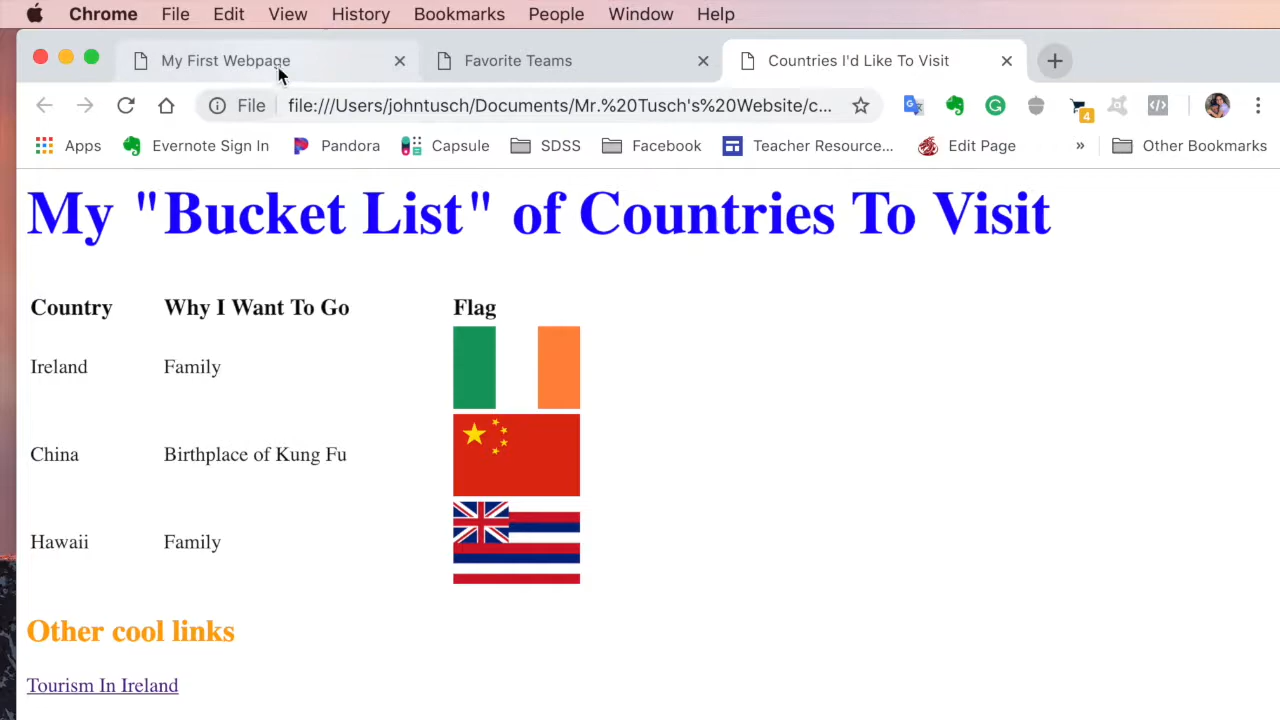 Chrome File Edit View History Bookmarks People Window Help
My First Webpage Favorite Teams Countries I'd Like To Visit
File file:///Users/johntusch/Documents/Mr.%20Tusch's%20Website/c...
4
Apps Evernote Sign In Pandora Capsule SDSS Facebook Teacher Resource... Edit Page » Other Bookmarks
My "Bucket List" of Countries To Visit
Country Why I Want To Go Flag
Ireland Family
China Birthplace of Kung Fu
Hawaii Family
Other cool links
Tourism In Ireland